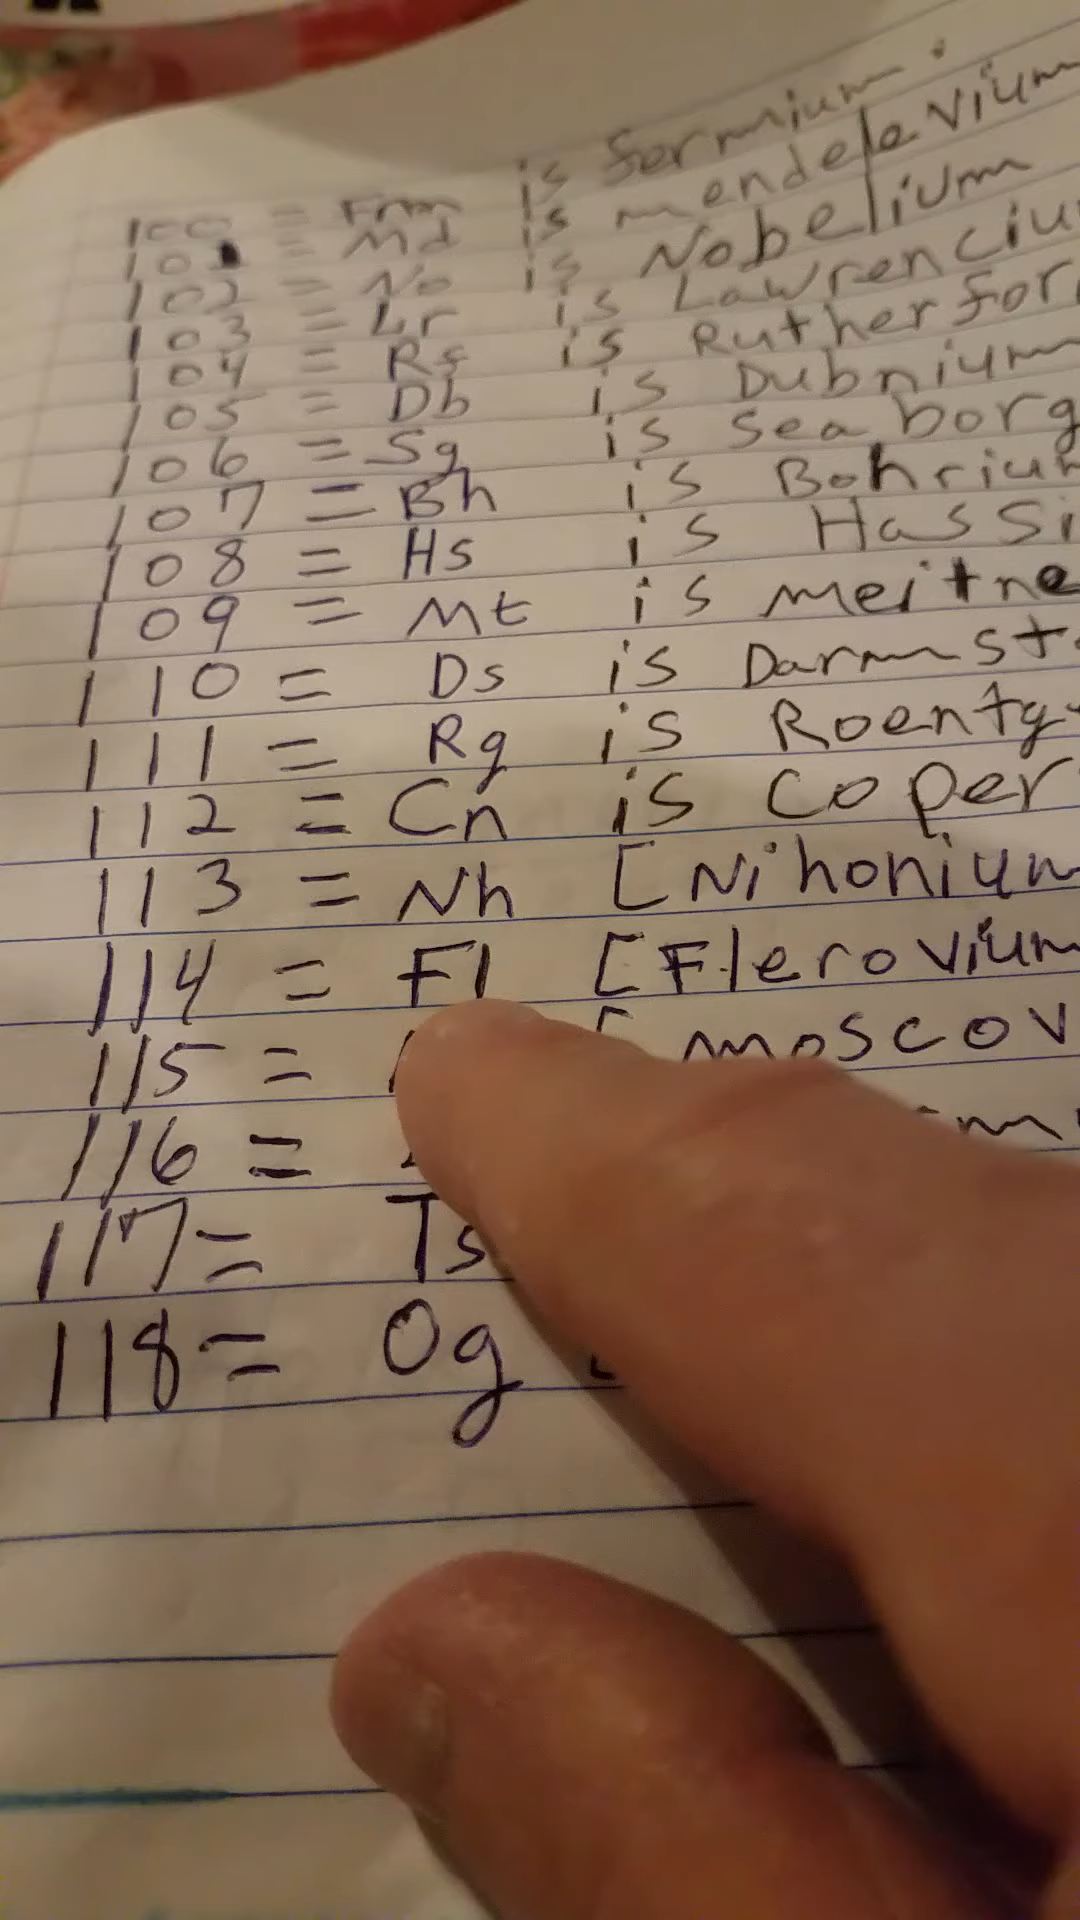 100 = Fm is fermium.
101 = Md is mendelevium
102 = No is Nobelium
103 = Lr is Lawrenciu
104 = Rf is Rutherfor
105 = Db is Dubnium
106 = Sg is Seaborg
107 = Bh is Bohrium
108 = Hs is Hassi
109 = Mt is meitne
110 = Ds is Darmst
111 = Rg is Roentg
112 = Cn is Coper
113 = Nh [Nihonium
114 = Fl [Flerovium
115 = [moscov
116 =
117 = Ts
118 = Og